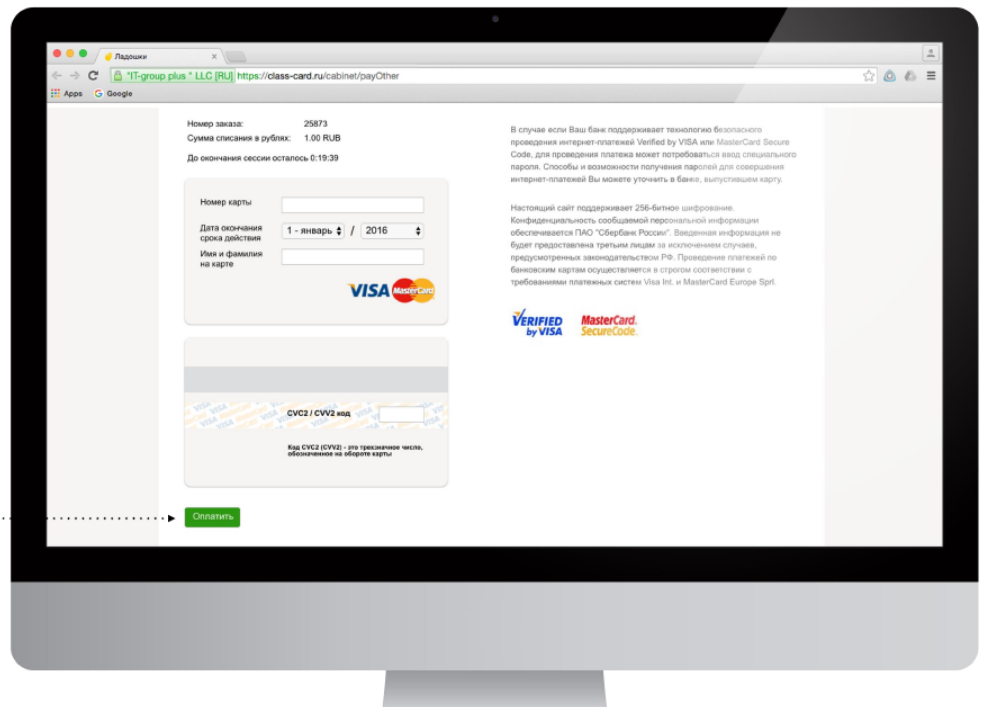 Ладошки
"IT-group plus " LLC [RU] https://class-card.ru/cabinet/payOther
Apps Google
Номер заказа: 25873
Сумма списания в рублях: 1.00 RUB
До окончания сессии осталось 0:19:39
Номер карты
Дата окончания
срока действия
1 - январь / 2016
Имя и фамилия
на карте
VISA MasterCard
CVC2 / CVV2 код
Код CVC2 (CVV2) - это трехзначное число,
обозначенное на обороте карты
Оплатить
В случае если Ваш банк поддерживает технологию безопасного
проведения интернет-платежей Verified by VISA или MasterCard Secure
Code, для проведения платежа может потребоваться ввод специального
пароля. Способы и возможности получения паролей для совершения
интернет-платежей Вы можете уточнить в банке, выпустившем карту.
Настоящий сайт поддерживает 256-битное шифрование.
Конфиденциальность сообщаемой персональной информации
обеспечивается ПАО "Сбербанк России". Введенная информация не
будет предоставлена третьим лицам за исключением случаев,
предусмотренных законодательством РФ. Проведение платежей по
банковским картам осуществляется в строгом соответствии с
требованиями платежных систем Visa Int. и MasterCard Europe Sprl.
VERIFIED
by VISA
MasterCard.
SecureCode.